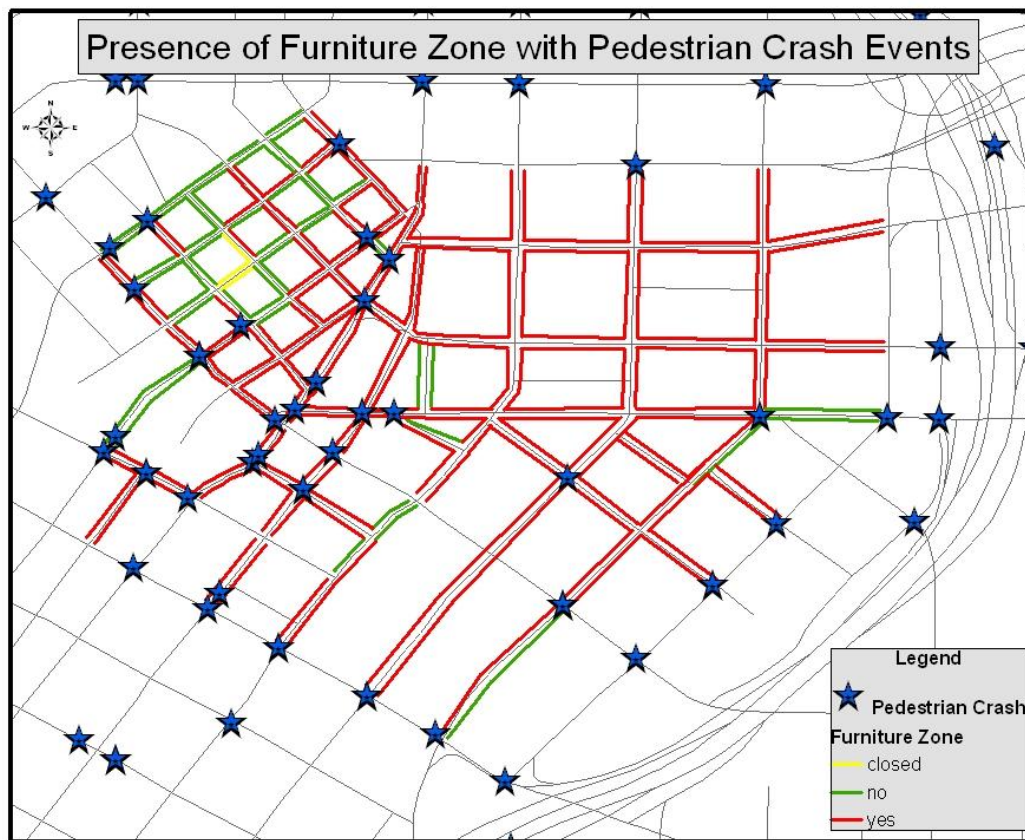 Presence of Furniture Zone with Pedestrian Crash Events
N
W E
S
Legend
Pedestrian Crash
Furniture Zone
closed
no
yes